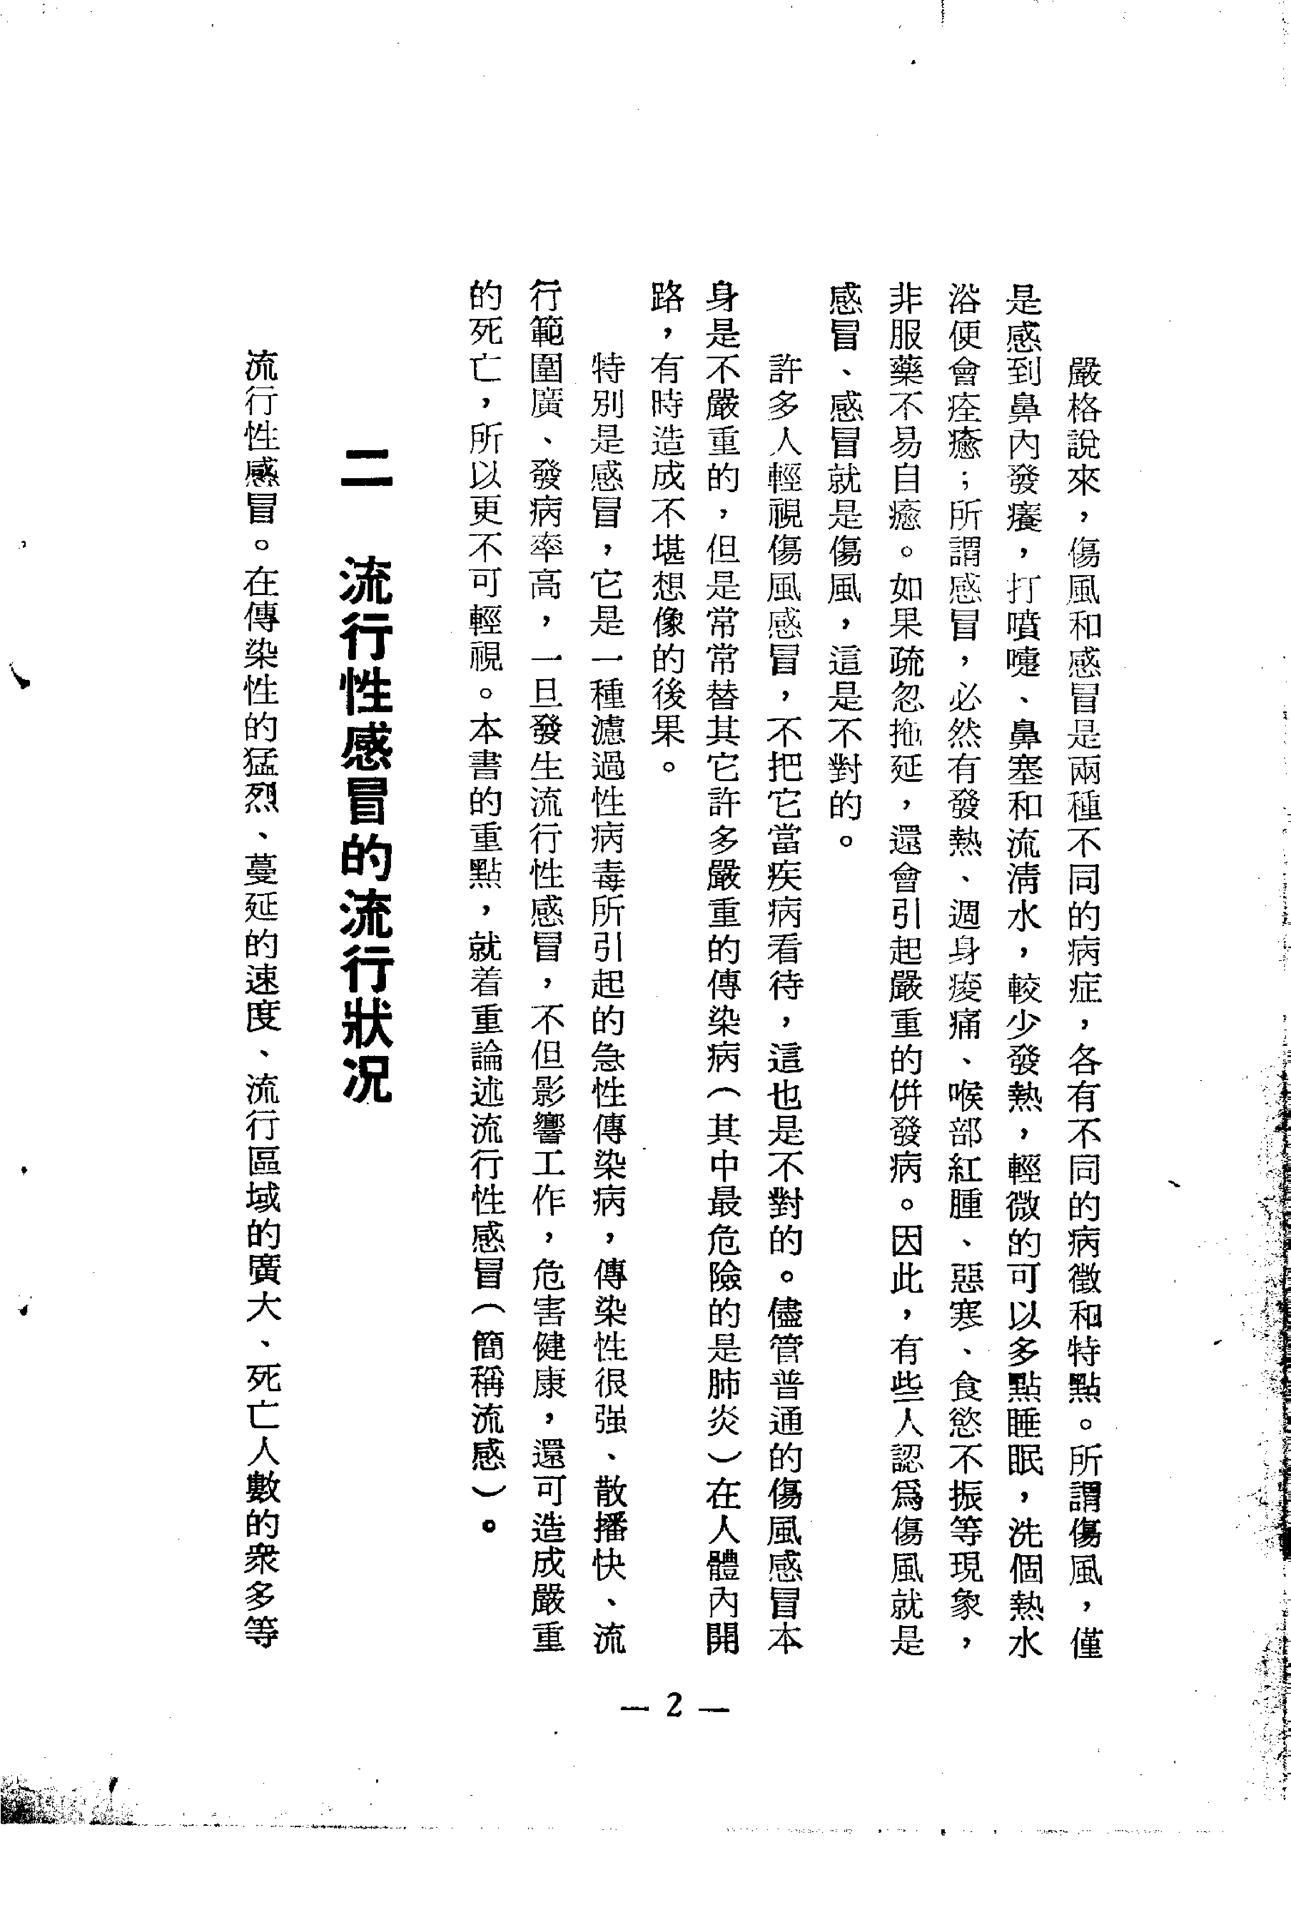 嚴格說來，傷風和感冒是兩種不同的病症，各有不同的病徵和特點。所謂傷風，僅
是感到鼻內發癢，打噴嚏、鼻塞和流清水，較少發熱，輕微的可以多點睡眠，洗個熱水
浴便會痊癒；所謂感冒，必然有發熱、週身痠痛、喉部紅腫、惡寒、食慾不振等現象，
非服藥不易自癒。如果疏忽拖延，還會引起嚴重的併發病。因此，有些人認爲傷風就是
感冒、感冒就是傷風，這是不對的。
許多人輕視傷風感冒，不把它當疾病看待，這也是不對的。儘管普通的傷風感冒本
身是不嚴重的，但是常常替其它許多嚴重的傳染病（其中最危險的是肺炎）在人體內開
路，有時造成不堪想像的後果。
特別是感冒，它是一種濾過性病毒所引起的急性傳染病，傳染性很强、散播快、流
行範圍廣、發病率高，一旦發生流行性感冒，不但影響工作，危害健康，還可造成嚴重
的死亡，所以更不可輕視。本書的重點，就着重論述流行性感冒（簡稱流感）。
二　流行性感冒的流行狀况
流行性感冒。在傳染性的猛烈、蔓延的速度、流行區域的廣大、死亡人數的衆多等
— 2 —